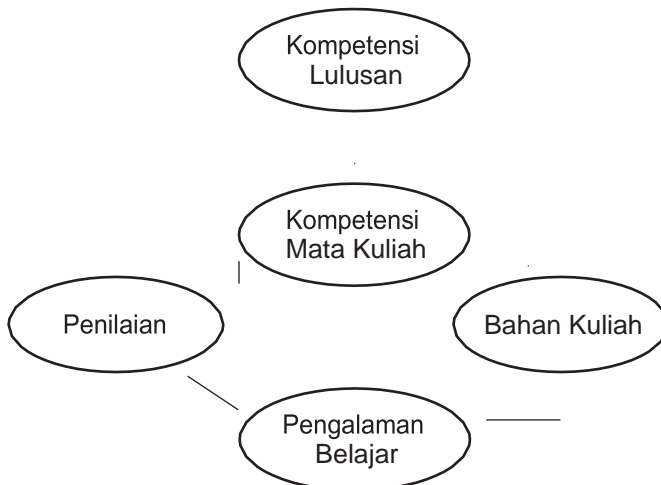 Kompetensi
Lulusan
Kompetensi
Mata Kuliah
Penilaian
Bahan Kuliah
Pengalaman
Belajar